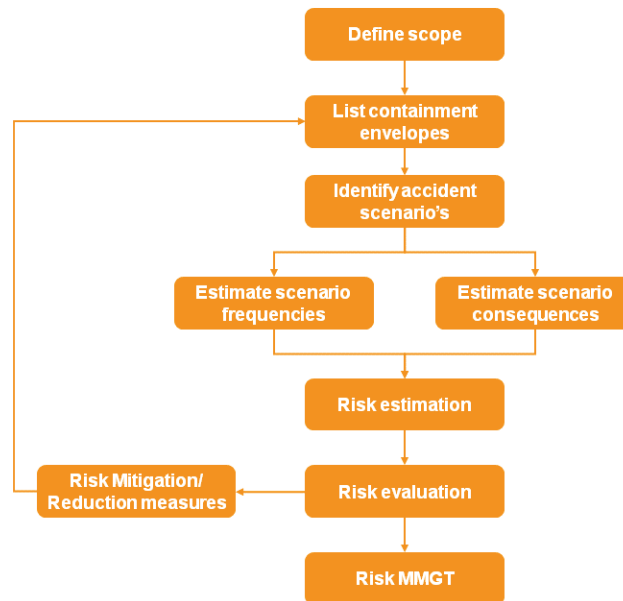 Define scope
List containment
envelopes
Identify accident
scenario's
Estimate scenario
frequencies
Estimate scenario
consequences
Risk estimation
Risk Mitigation/
Reduction measures
Risk evaluation
Risk MMGT